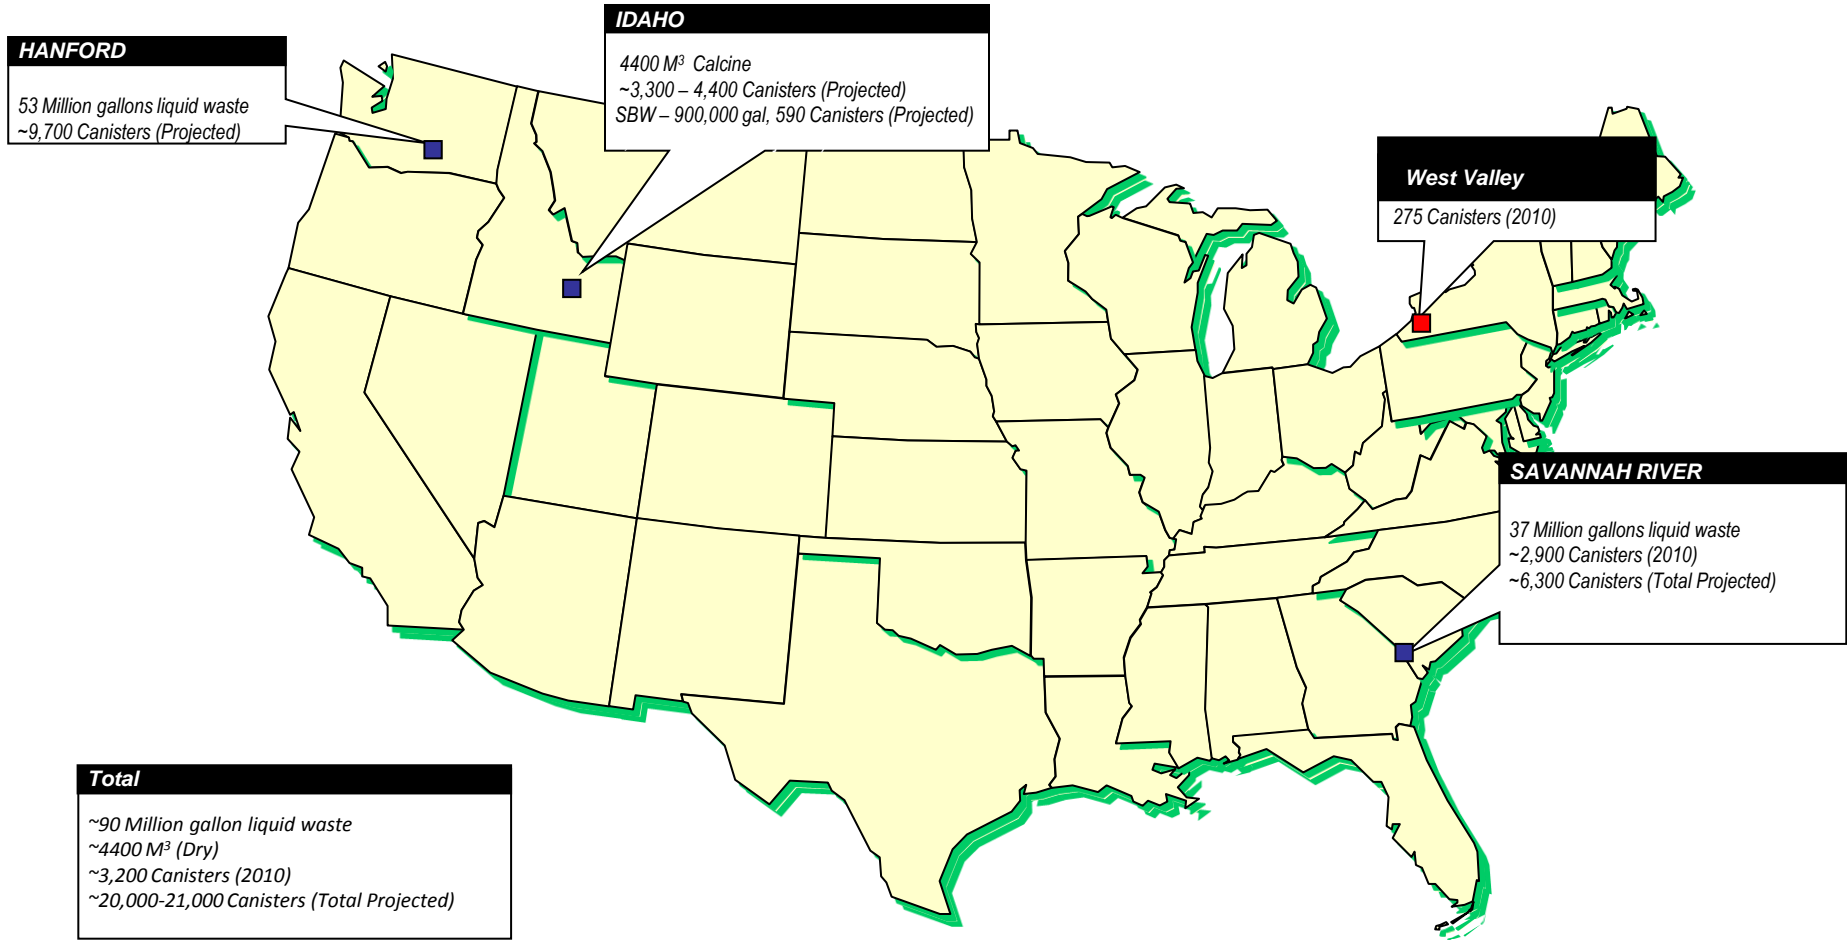 HANFORD
53 Million gallons liquid waste
~9,700 Canisters (Projected)
IDAHO
4400 M³ Calcine
~3,300 – 4,400 Canisters (Projected)
SBW – 900,000 gal, 590 Canisters (Projected)
West Valley
275 Canisters (2010)
SAVANNAH RIVER
37 Million gallons liquid waste
~2,900 Canisters (2010)
~6,300 Canisters (Total Projected)
Total
~90 Million gallon liquid waste
~4400 M³ (Dry)
~3,200 Canisters (2010)
~20,000-21,000 Canisters (Total Projected)